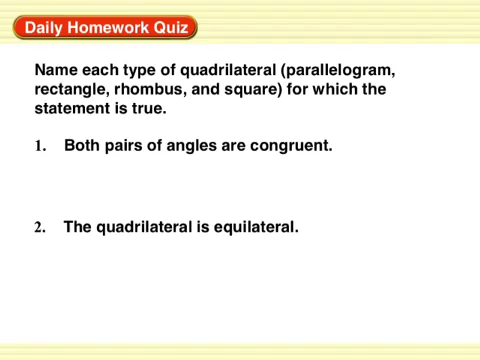 Daily Homework Quiz
Name each type of quadrilateral (parallelogram,
rectangle, rhombus, and square) for which the
statement is true.
1. Both pairs of angles are congruent.
2. The quadrilateral is equilateral.